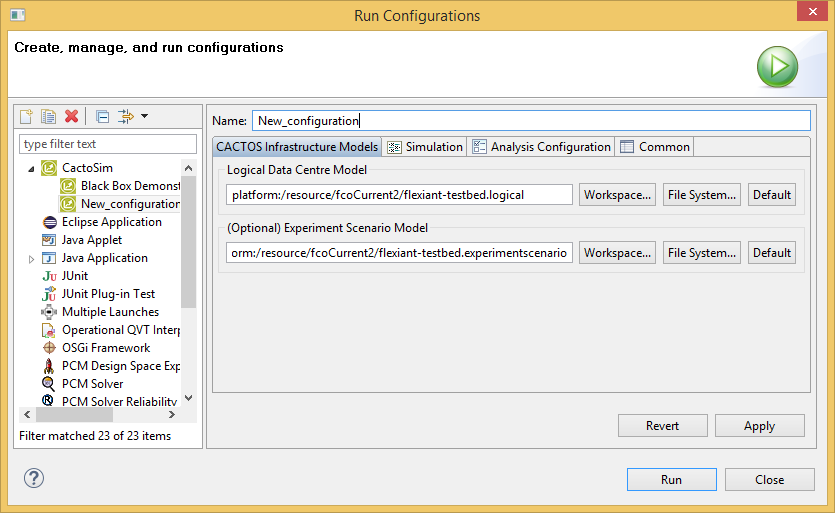 Run Configurations
Create, manage, and run configurations
type filter text
CactoSim
Black Box Demonst
New_configuration
Eclipse Application
Java Applet
Java Application
JUnit
JUnit Plug-in Test
Multiple Launches
Operational QVT Interp
OSGi Framework
PCM Design Space Exp
PCM Solver
PCM Solver Reliability
Filter matched 23 of 23 items
Name: New_configuration
CACTOS Infrastructure Models Simulation Analysis Configuration Common
Logical Data Centre Model
platform:/resource/fcoCurrent2/flexiant-testbed.logical Workspace... File System... Default
(Optional) Experiment Scenario Model
orm:/resource/fcoCurrent2/flexiant-testbed.experimentscenario Workspace... File System... Default
Revert Apply
Run Close